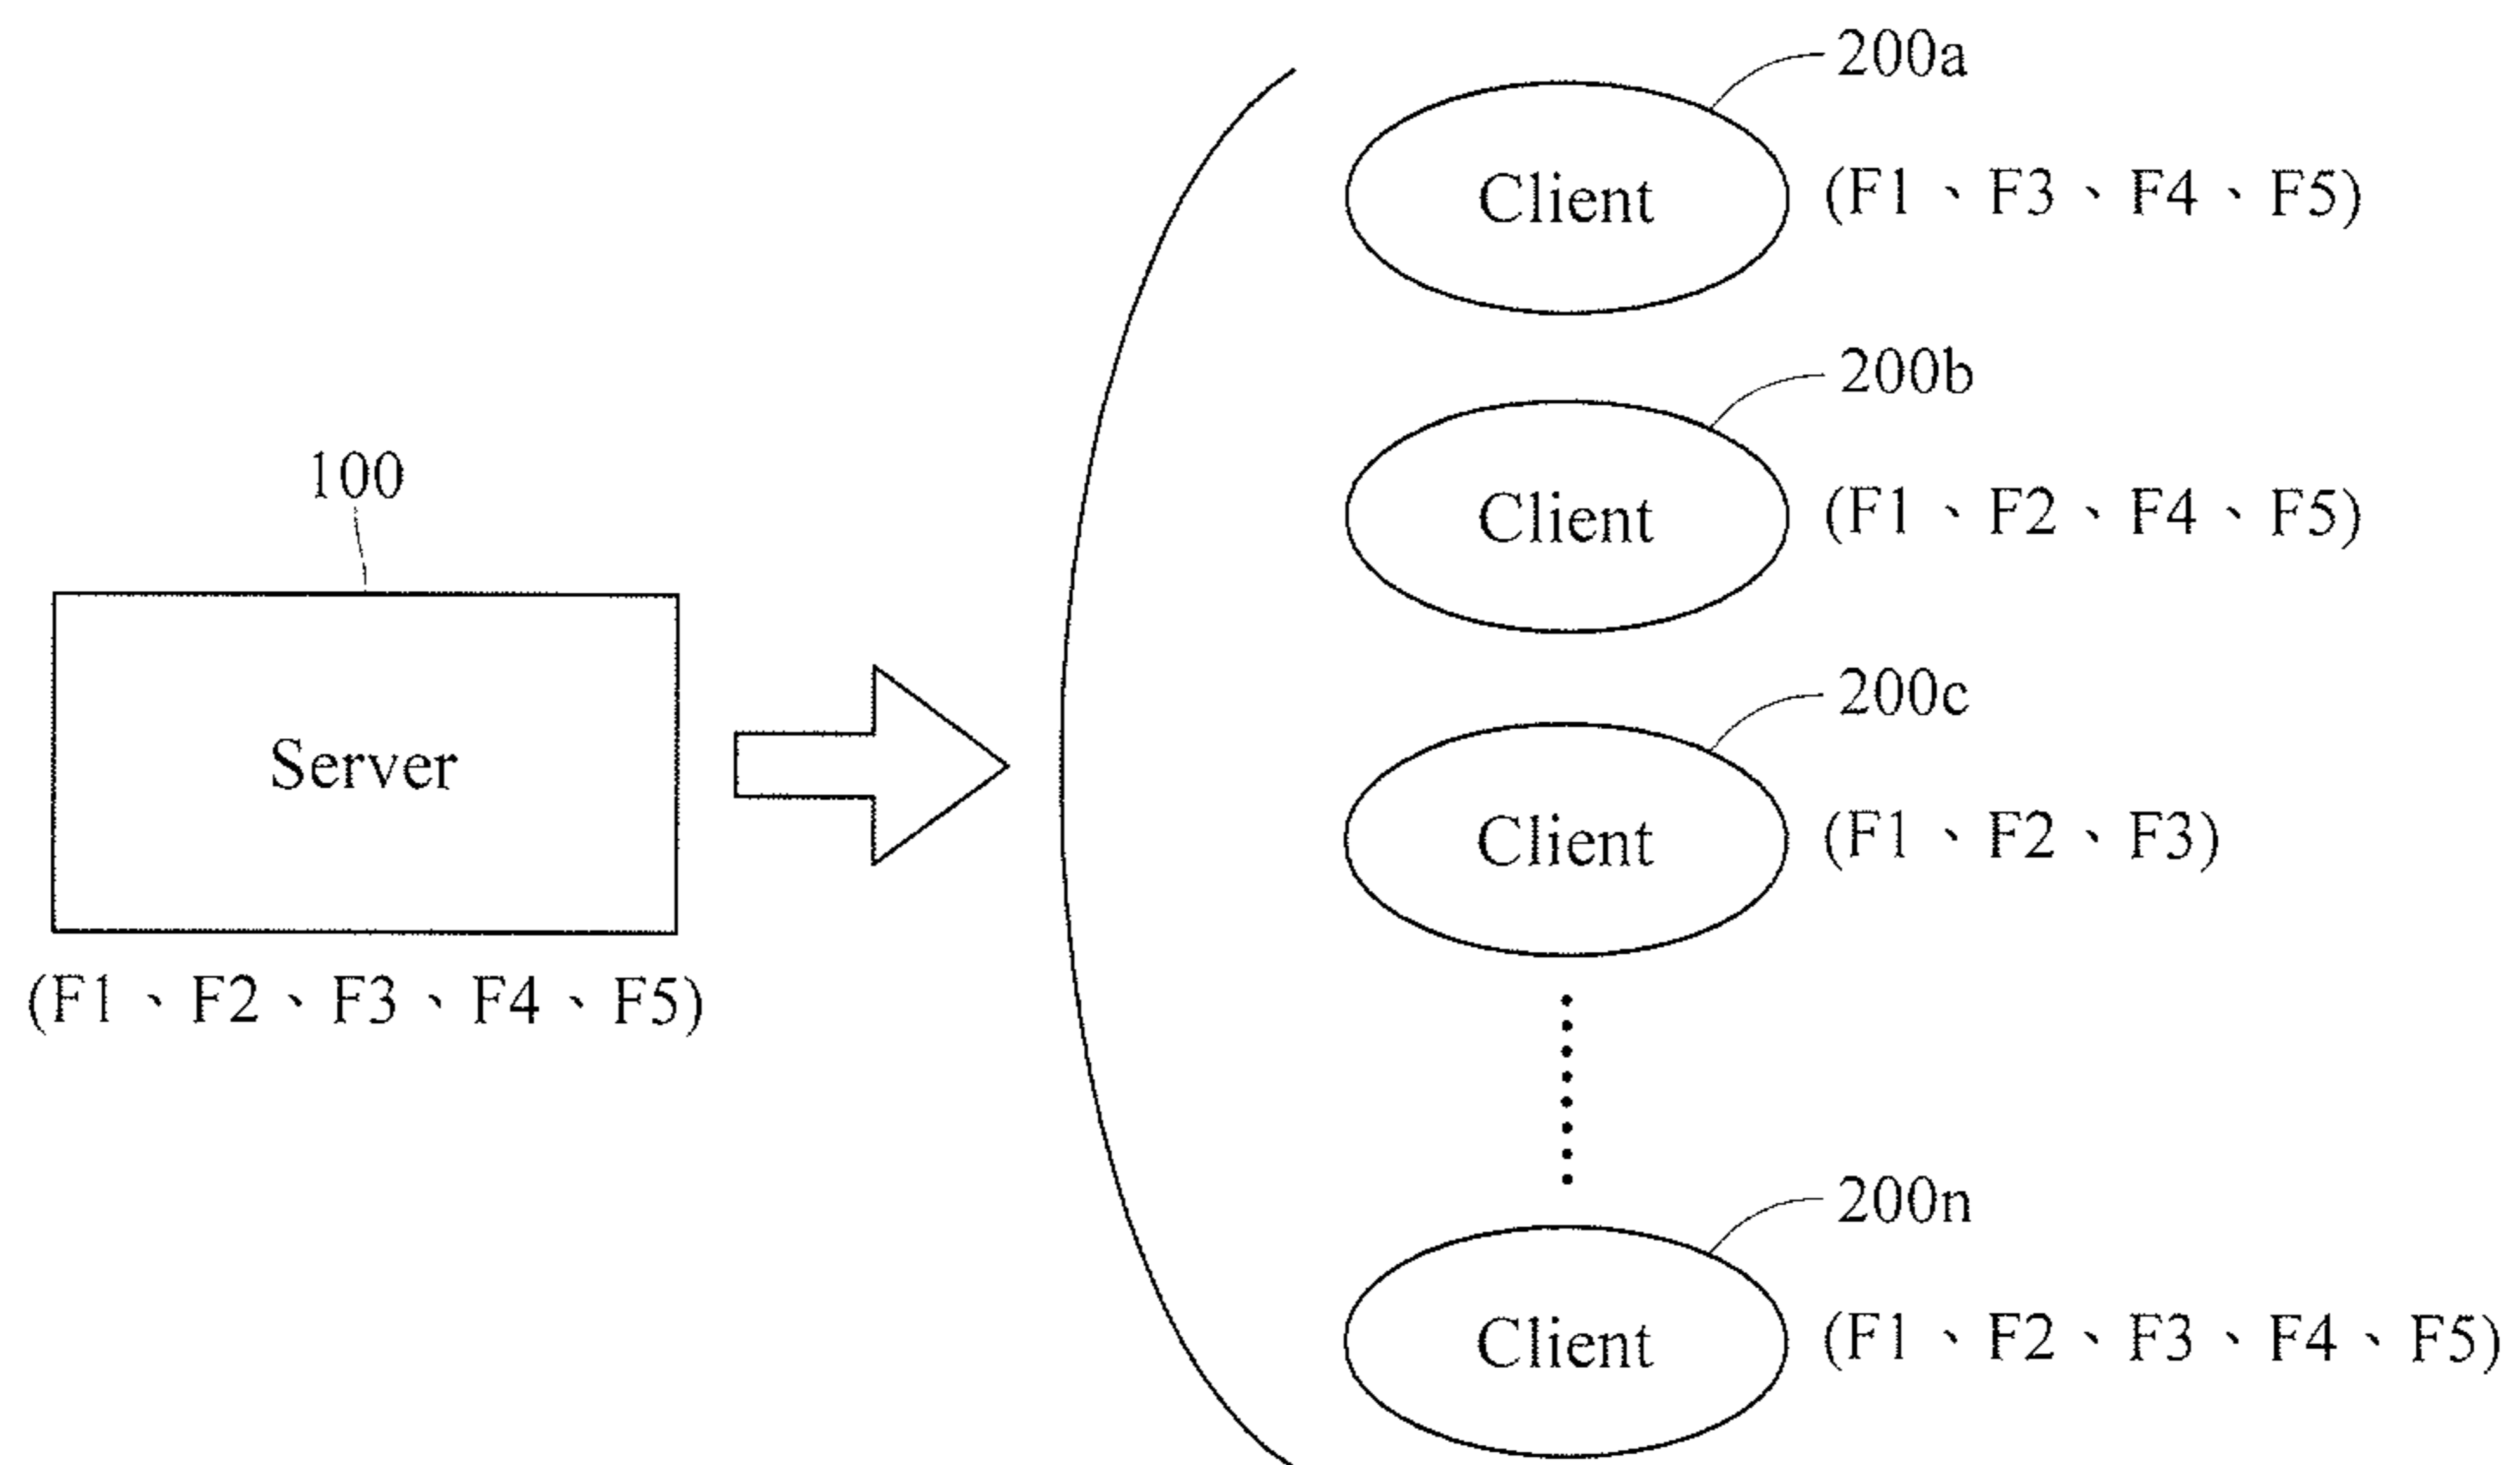 200a
Client
(F1、F3、F4、F5)
200b
Client
(F1、F2、F4、F5)
100
Server
(F1、F2、F3、F4、F5)
200c
Client
(F1、F2、F3)
200n
Client
(F1、F2、F3、F4、F5)